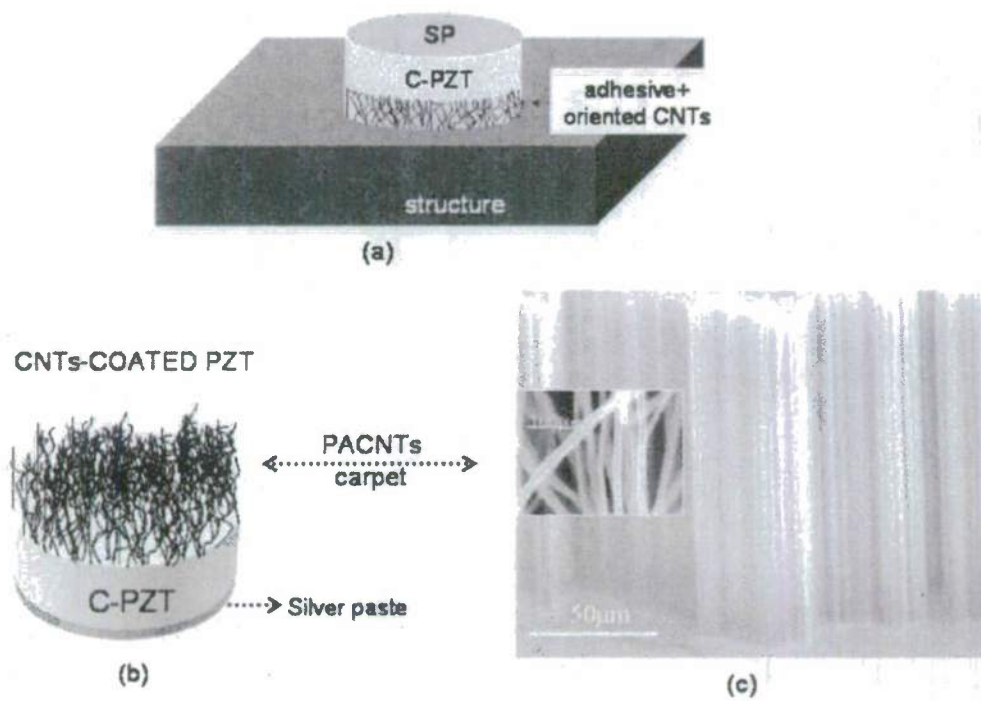 SP
C-PZT
adhesive+
oriented CNTs
structure
(a)
CNTs-COATED PZT
PACNTs
carpet
C-PZT
Silver paste
(b)
50μm
(c)